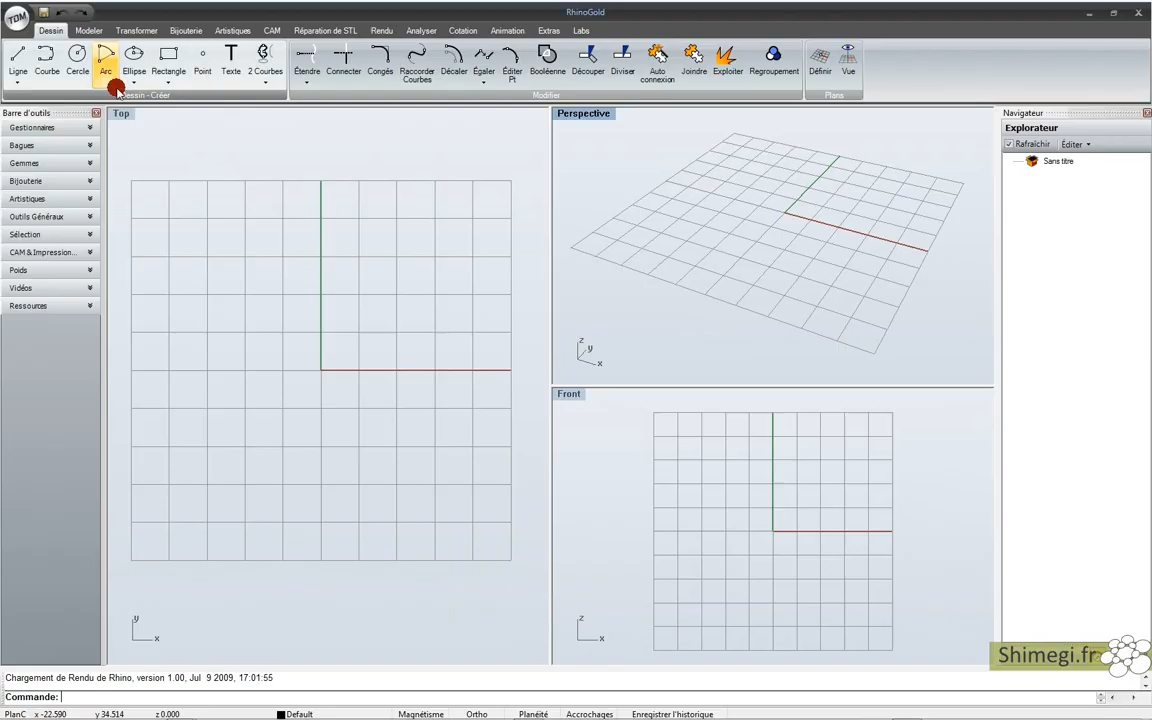 RhinoGold
TDM
Dessin Modeler Transformer Bijouterie Artistiques CAM Réparation de STL Rendu Analyser Cotation Animation Extras Labs
Ligne Courbe Cercle Arc Ellipse Rectangle Point Texte 2 Courbes Étendre Connecter Congés Raccorder Courbes Décaler Égaler Éditer Pt Booléenne Découper Diviser Auto connexion Joindre Exploiter Regroupement Définir Vue
Dessin - Créer Modifier Plans
Barre d'outils
Gestionnaires
Bagues
Gemmes
Bijouterie
Artistiques
Outils Généraux
Sélection
CAM & Impression...
Poids
Vidéos
Ressources
Top
y
x
Perspective
z
y
x
Front
z
x
Navigateur
Explorateur
Rafraîchir Éditer
Sans titre
Shimegi.fr
Chargement de Rendu de Rhino, version 1.00, Jul 9 2009, 17:01:55
Commande:
PlanC x -22.590 y 34.514 z 0.000 Default Magnétisme Ortho Planéité Accrochages Enregistrer l'historique